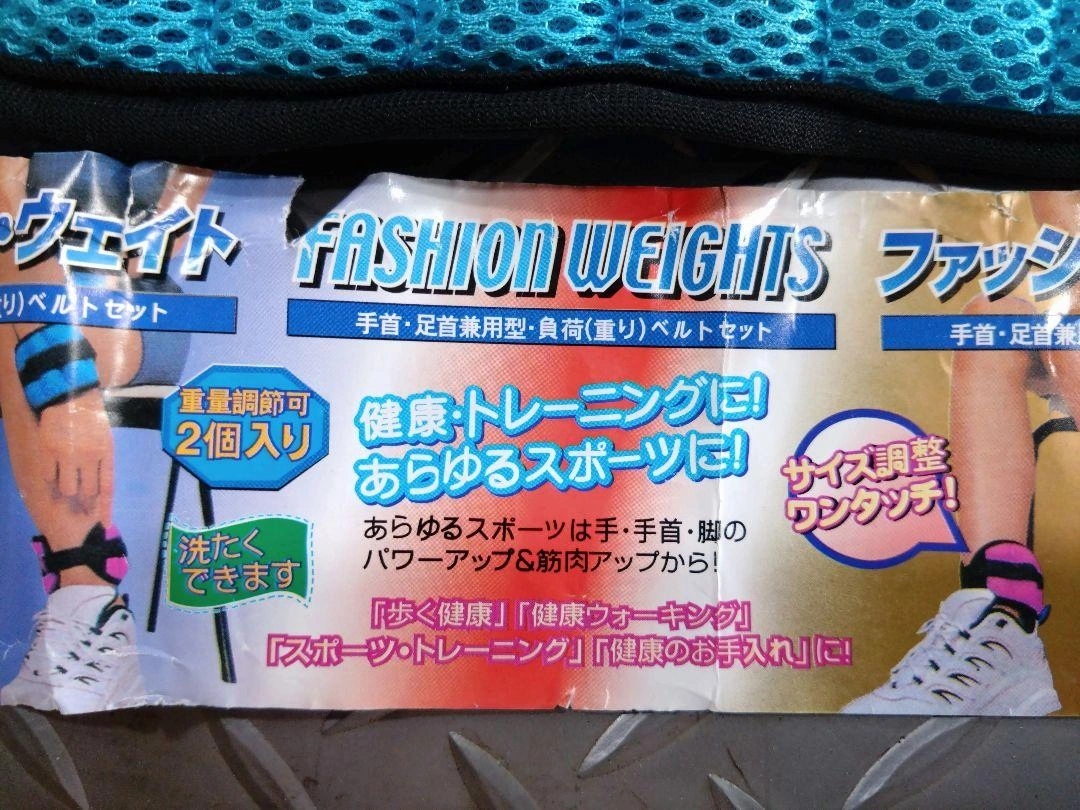 ・ウェイト
り)ベルトセット
FASHION WEIGHTS
手首・足首兼用型・負荷(重り)ベルトセット
ファッシ
手首・足首兼
重量調節可
2個入り
健康・トレーニングに!
あらゆるスポーツに!
サイズ調整
ワンタッチ!
あらゆるスポーツは手・手首・脚の
パワーアップ&筋肉アップから!
洗たく
できます
「歩く健康」「健康ウォーキング」
「スポーツ・トレーニング」「健康のお手入れ」に!